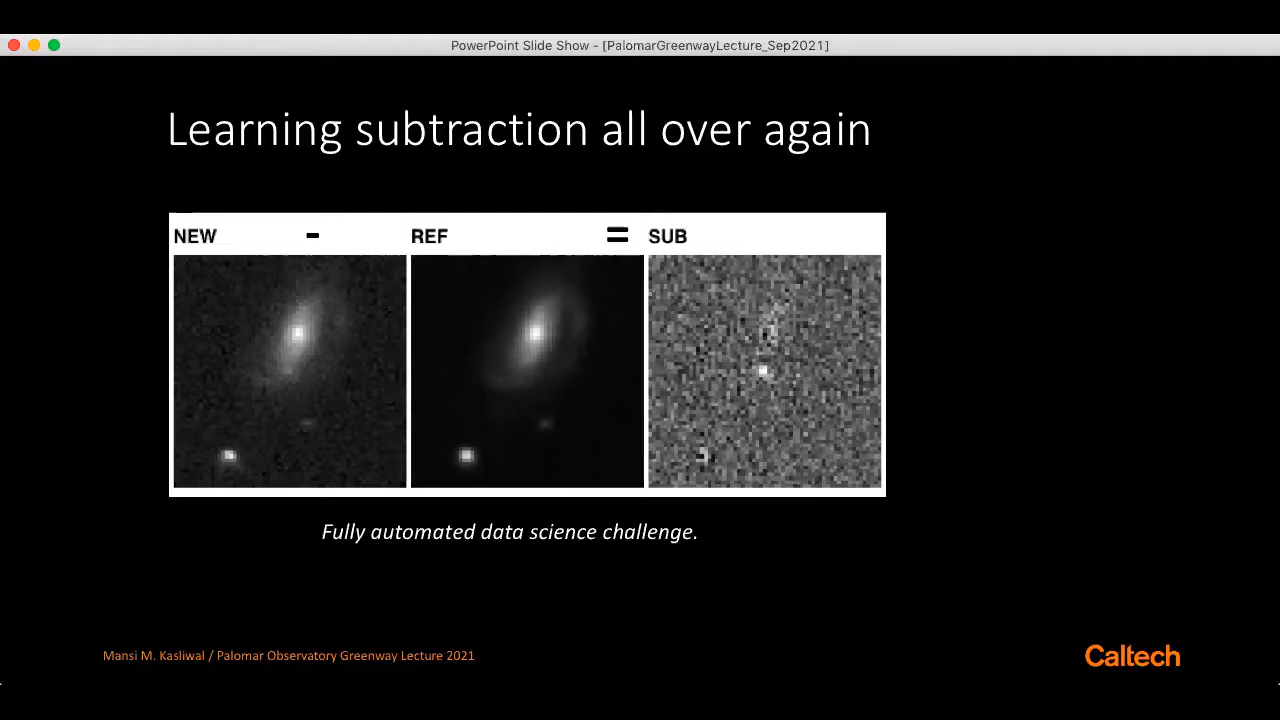 PowerPoint Slide Show - [PalomarGreenwayLecture_Sep2021]
Learning subtraction all over again
NEW - REF = SUB
Fully automated data science challenge.
Mansi M. Kasliwal / Palomar Observatory Greenway Lecture 2021
Caltech